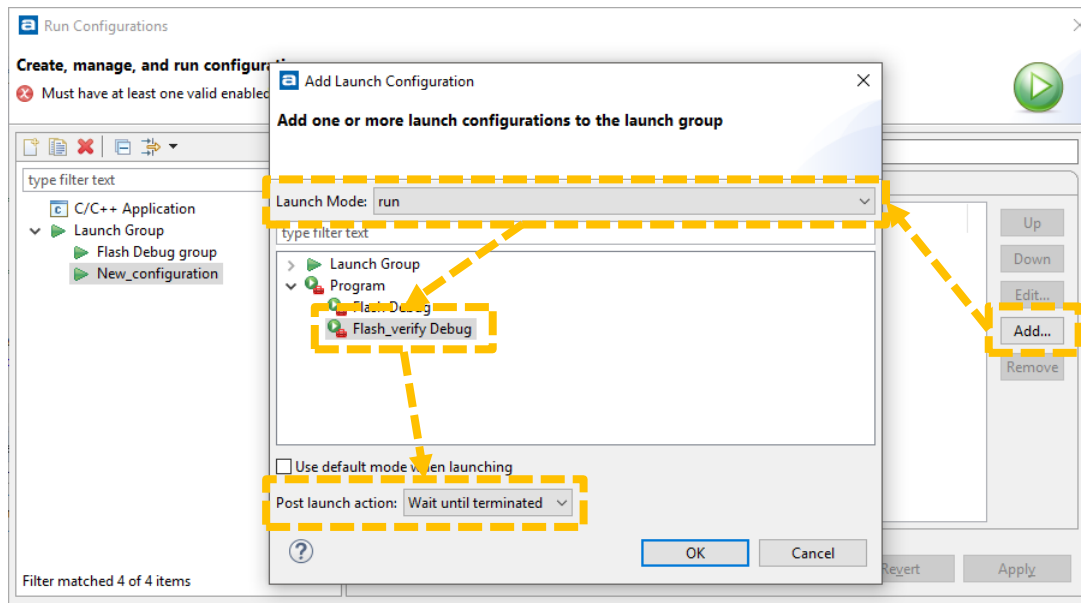 Run Configurations
Create, manage, and run configur
Must have at least one valid enabled
type filter text
C/C++ Application
Launch Group
Flash Debug group
New_configuration
Filter matched 4 of 4 items
Add Launch Configuration
Add one or more launch configurations to the launch group
Launch Mode: run
type filter text
Launch Group
Program
Flash Debug
Flash_verify Debug
Use default mode when launching
Post launch action: Wait until terminated
OK
Cancel
Up
Down
Edit...
Add...
Remove
Revert
Apply